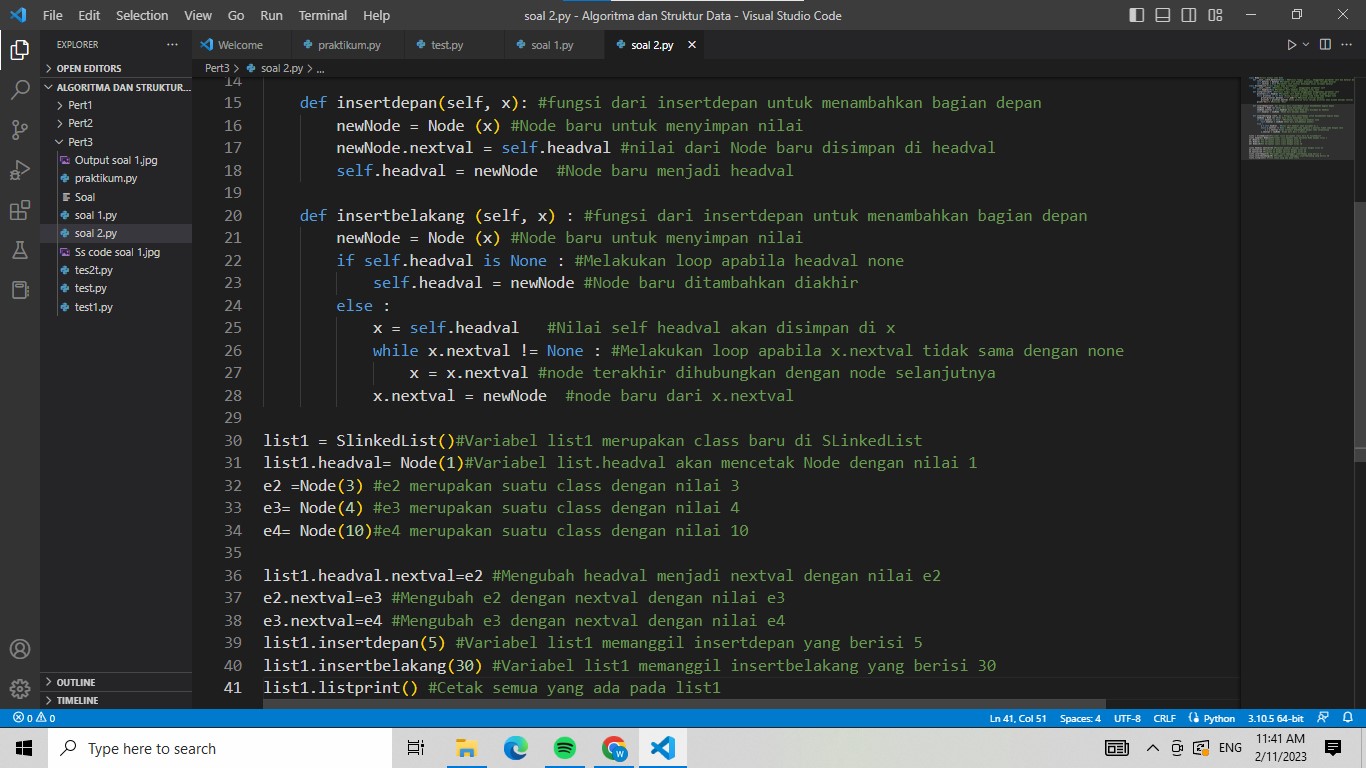 File Edit Selection View Go Run Terminal Help soal 2.py - Algoritma dan Struktur Data - Visual Studio Code
EXPLORER
OPEN EDITORS
ALGORITMA DAN STRUKTUR...
Pert1
Pert2
Pert3
Output soal 1.jpg
praktikum.py
Soal
soal 1.py
soal 2.py
Ss code soal 1.jpg
tes2t.py
test.py
test1.py
OUTLINE
TIMELINE
Welcome praktikum.py test.py soal 1.py soal 2.py
Pert3 > soal 2.py > ...
14
15 def insertdepan(self, x): #fungsi dari insertdepan untuk menambahkan bagian depan
16 newNode = Node (x) #Node baru untuk menyimpan nilai
17 newNode.nextval = self.headval #nilai dari Node baru disimpan di headval
18 self.headval = newNode  #Node baru menjadi headval
19
20 def insertbelakang (self, x) : #fungsi dari insertdepan untuk menambahkan bagian depan
21 newNode = Node (x) #Node baru untuk menyimpan nilai
22 if self.headval is None : #Melakukan loop apabila headval none
23 self.headval = newNode #Node baru ditambahkan diakhir
24 else :
25 x = self.headval   #Nilai self headval akan disimpan di x
26 while x.nextval != None : #Melakukan loop apabila x.nextval tidak sama dengan none
27 x = x.nextval #node terakhir dihubungkan dengan node selanjutnya
28 x.nextval = newNode  #node baru dari x.nextval
29
30 list1 = SlinkedList()#Variabel list1 merupakan class baru di SLinkedList
31 list1.headval= Node(1)#Variabel list.headval akan mencetak Node dengan nilai 1
32 e2 =Node(3) #e2 merupakan suatu class dengan nilai 3
33 e3= Node(4) #e3 merupakan suatu class dengan nilai 4
34 e4= Node(10)#e4 merupakan suatu class dengan nilai 10
35
36 list1.headval.nextval=e2 #Mengubah headval menjadi nextval dengan nilai e2
37 e2.nextval=e3 #Mengubah e2 dengan nextval dengan nilai e3
38 e3.nextval=e4 #Mengubah e3 dengan nextval dengan nilai e4
39 list1.insertdepan(5) #Variabel list1 memanggil insertdepan yang berisi 5
40 list1.insertbelakang(30) #Variabel list1 memanggil insertbelakang yang berisi 30
41 list1.listprint() #Cetak semua yang ada pada list1
0 0 Ln 41, Col 51 Spaces: 4 UTF-8 CRLF Python 3.10.5 64-bit
Type here to search
ENG
11:41 AM
2/11/2023